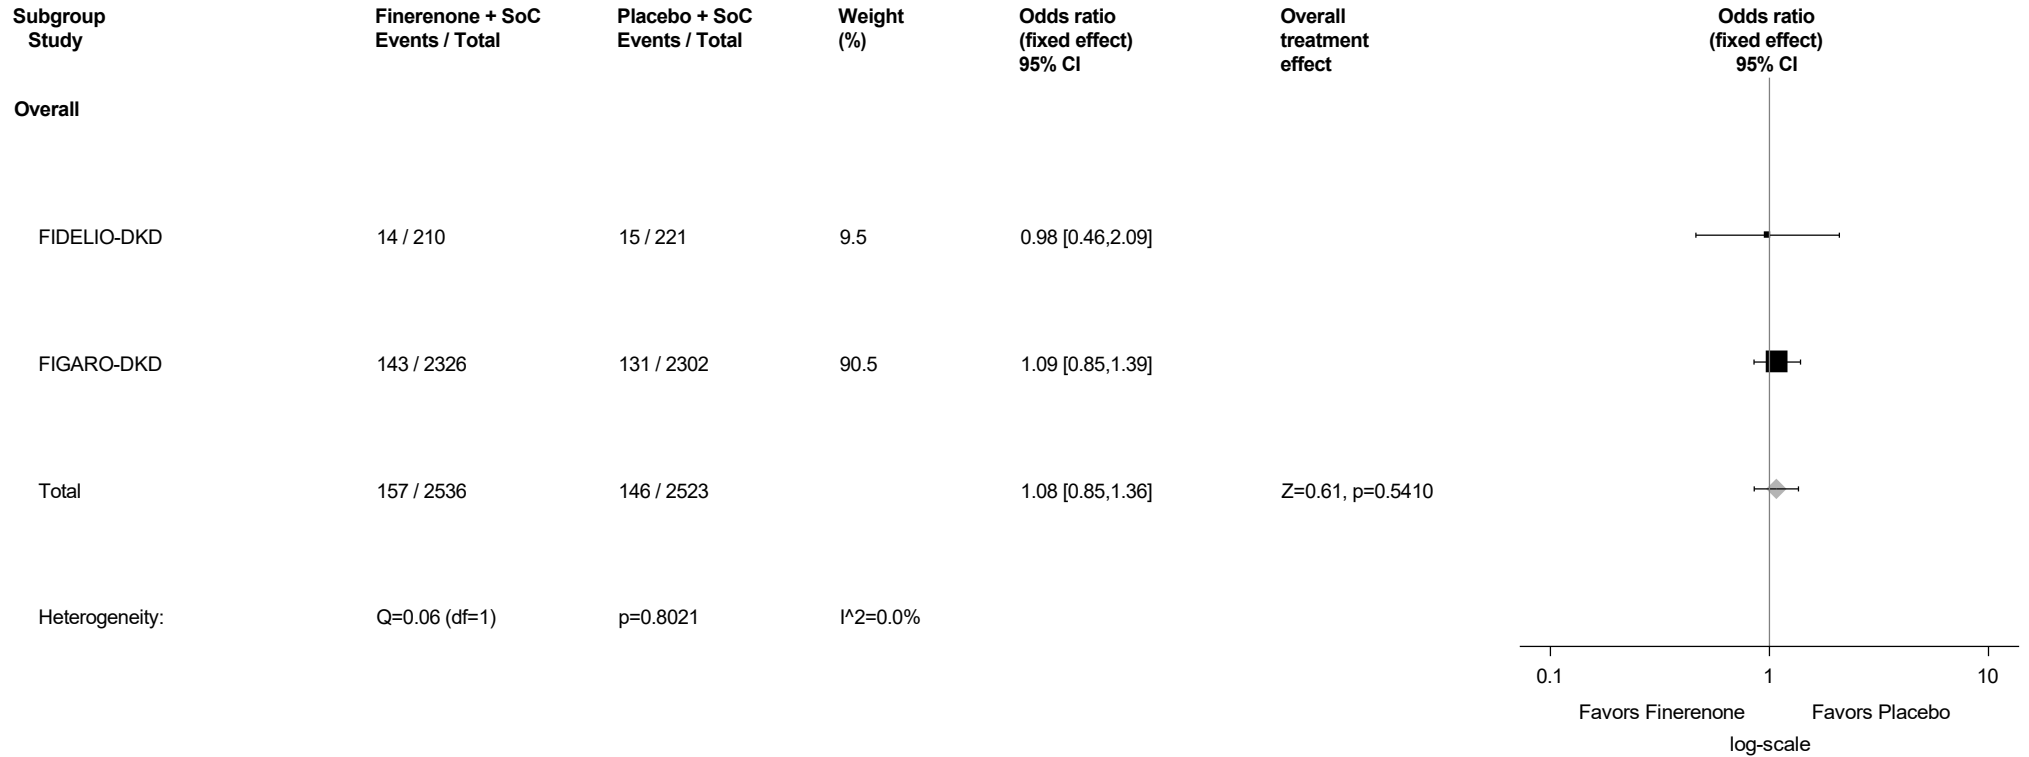 Subgroup Finerenone + SoC Placebo + SoC Weight Odds ratio Overall Odds ratio
Study Events / Total Events / Total (%) (fixed effect) treatment (fixed effect)
95% CI effect 95% CI
Overall
FIDELIO-DKD 14 / 210 15 / 221 9.5 0.98 [0.46,2.09]
FIGARO-DKD 143 / 2326 131 / 2302 90.5 1.09 [0.85,1.39]
Total 157 / 2536 146 / 2523 1.08 [0.85,1.36] Z=0.61, p=0.5410
Heterogeneity: Q=0.06 (df=1) p=0.8021 I^2=0.0%
0.1 1 10
Favors Finerenone Favors Placebo
log-scale